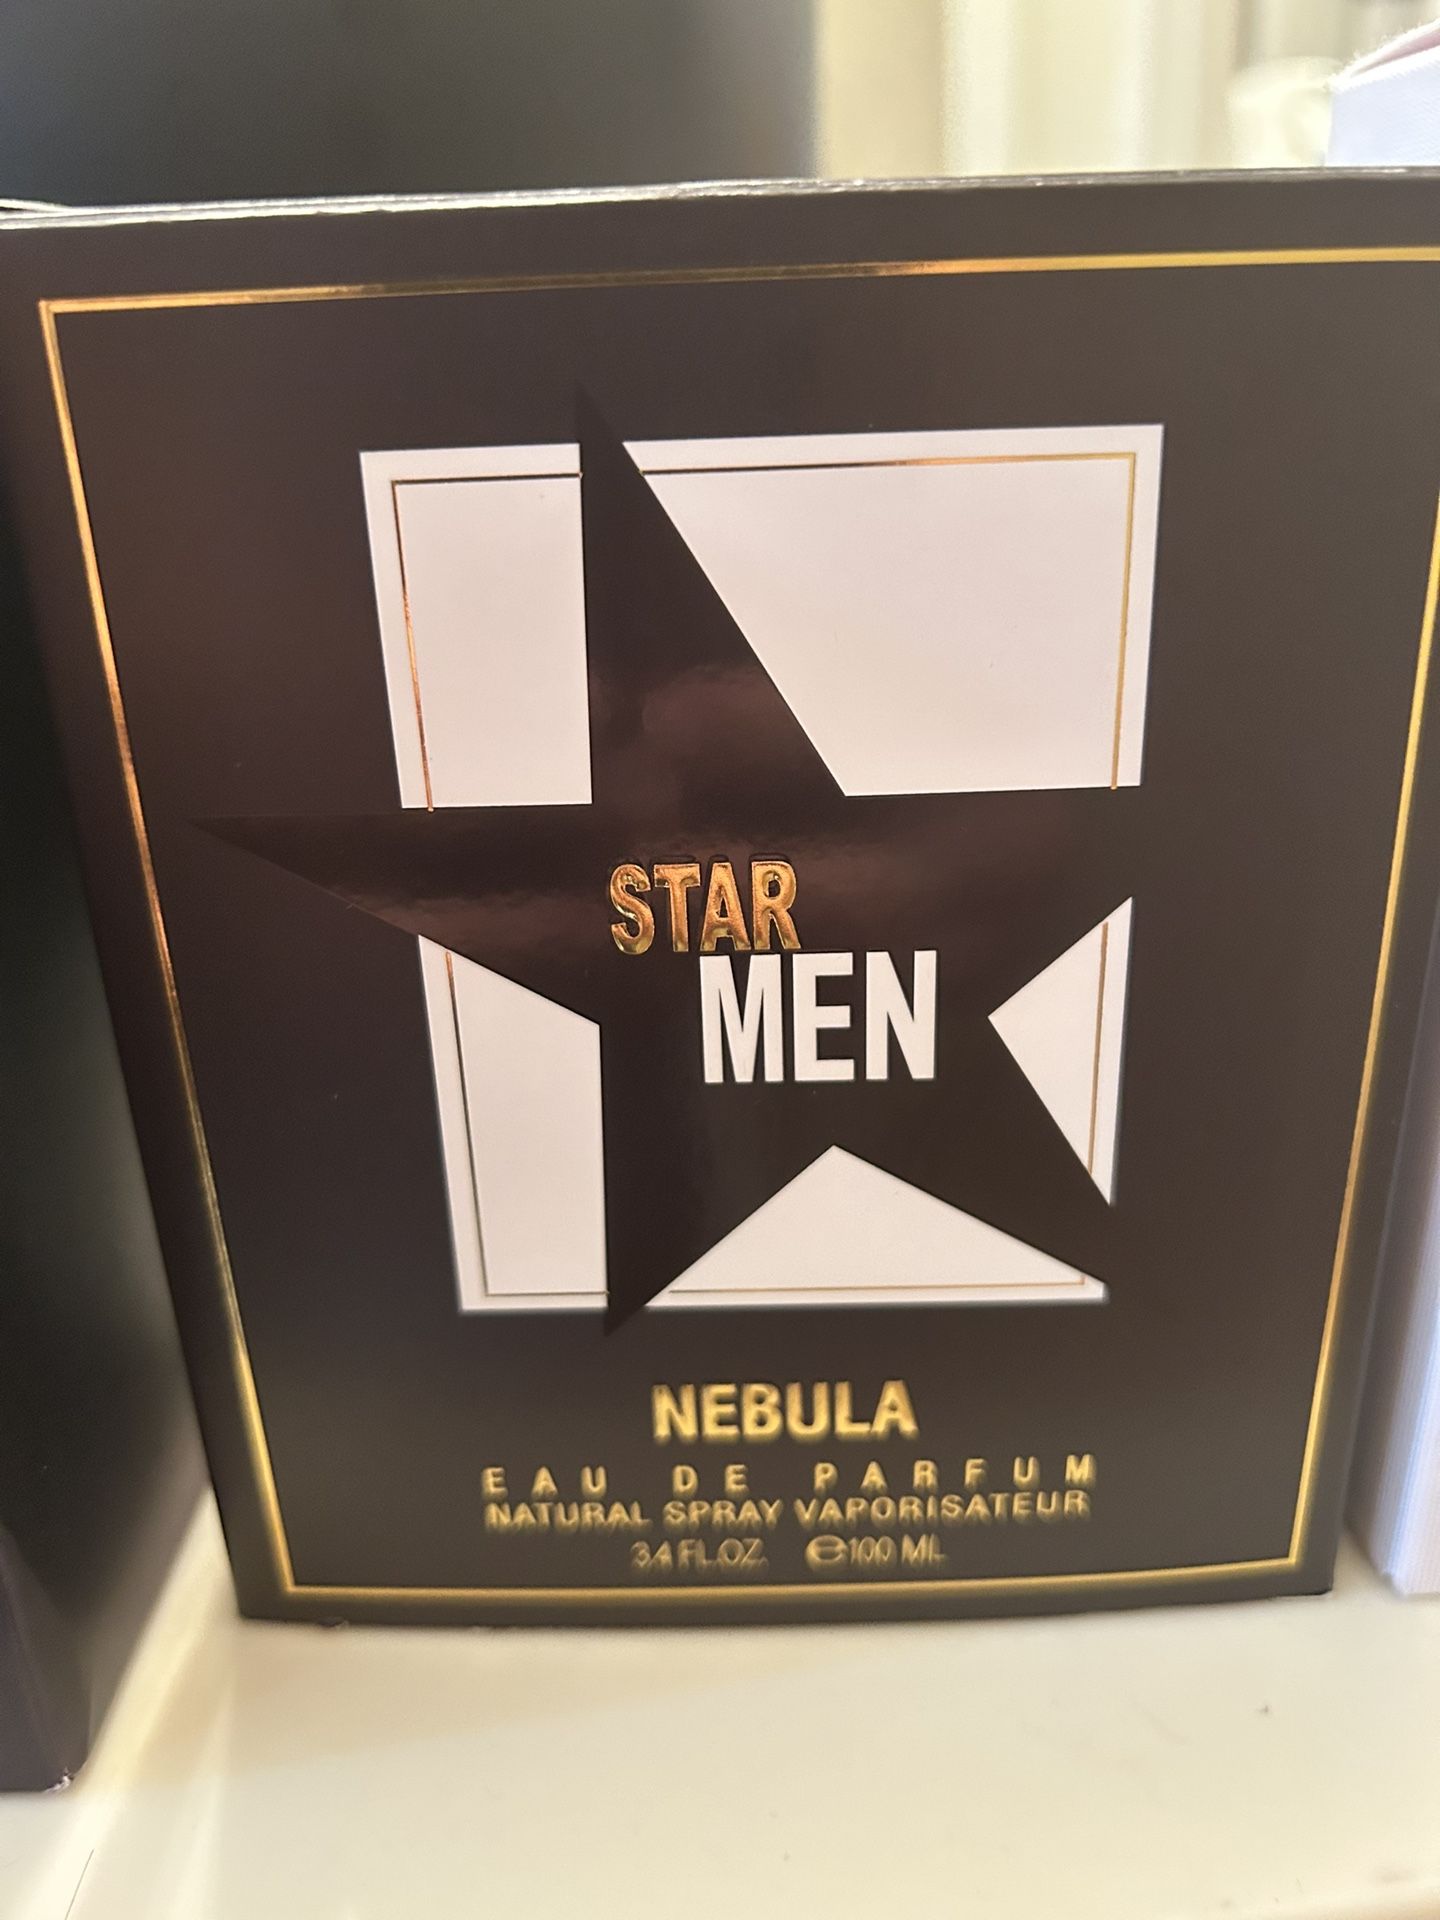 STAR
MEN
NEBULA
EAU DE PARFUM
NATURAL SPRAY VAPORISATEUR
3.4 FL.OZ. ℮100 ML